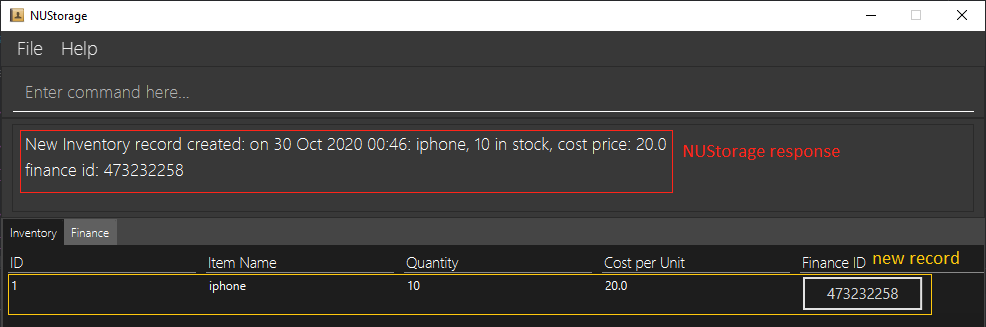 NUStorage
File Help
Enter command here...
New Inventory record created: on 30 Oct 2020 00:46: iphone, 10 in stock, cost price: 20.0
finance id: 473232258
NUStorage response
Inventory Finance
ID Item Name Quantity Cost per Unit Finance ID new record
1 iphone 10 20.0 473232258